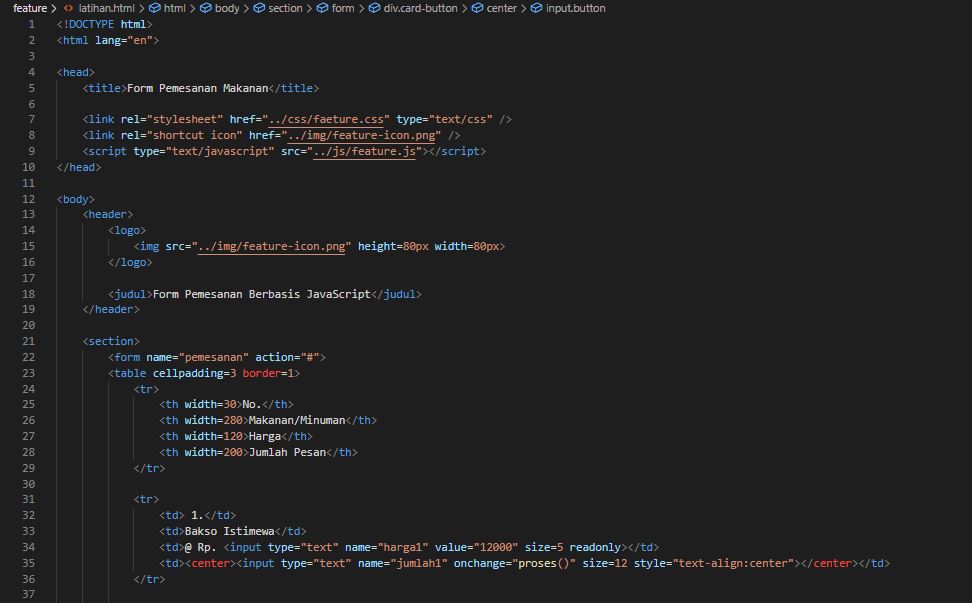 feature > latihan.html > html > body > section > form > div.card-button > center > input.button
1 <!DOCTYPE html>
2 <html lang="en">
3
4 <head>
5 <title>Form Pemesanan Makanan</title>
6
7 <link rel="stylesheet" href="../css/faeture.css" type="text/css" />
8 <link rel="shortcut icon" href="../img/feature-icon.png" />
9 <script type="text/javascript" src="../js/feature.js"></script>
10 </head>
11
12 <body>
13 <header>
14 <logo>
15 <img src="../img/feature-icon.png" height=80px width=80px>
16 </logo>
17
18 <judul>Form Pemesanan Berbasis JavaScript</judul>
19 </header>
20
21 <section>
22 <form name="pemesanan" action="#">
23 <table cellpadding=3 border=1>
24 <tr>
25 <th width=30>No.</th>
26 <th width=280>Makanan/Minuman</th>
27 <th width=120>Harga</th>
28 <th width=200>Jumlah Pesan</th>
29 </tr>
30
31 <tr>
32 <td> 1.</td>
33 <td>Bakso Istimewa</td>
34 <td>@ Rp. <input type="text" name="harga1" value="12000" size=5 readonly></td>
35 <td><center><input type="text" name="jumlah1" onchange="proses()" size=12 style="text-align:center"></center></td>
36 </tr>
37